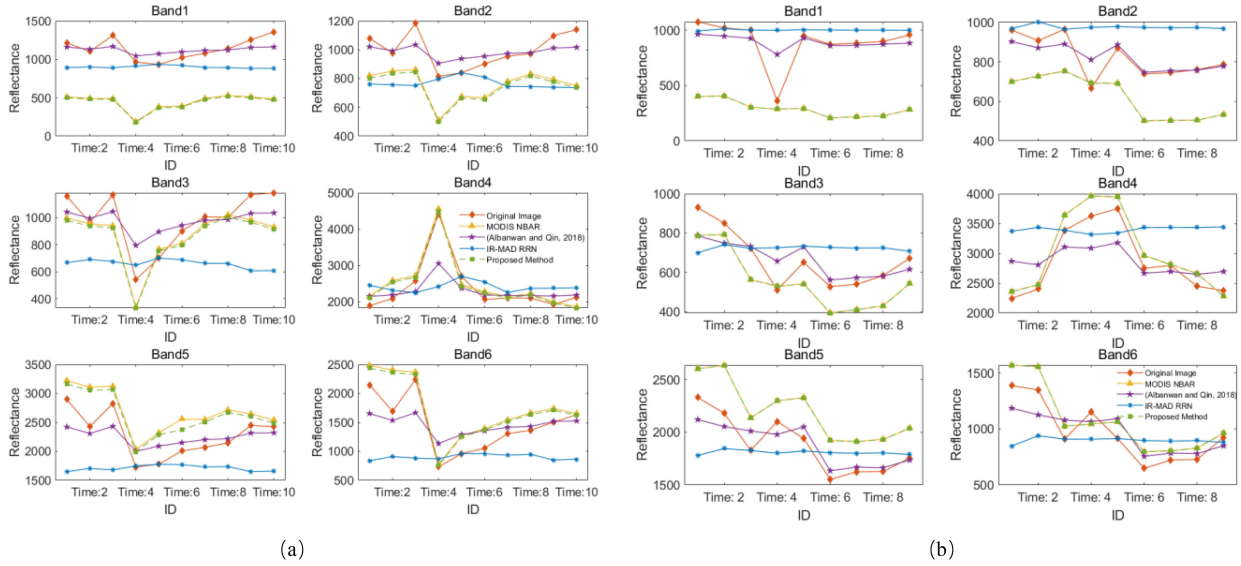 Band1
Reflectance
1500
1000
500
0
Time:2 Time:4 Time:6 Time:8 Time:10
ID
Band2
Reflectance
1200
1000
800
600
400
Time:2 Time:4 Time:6 Time:8 Time:10
ID
Band3
Reflectance
1000
800
600
400
Time:2 Time:4 Time:6 Time:8 Time:10
ID
Band4
Reflectance
5000
4000
3000
2000
Original Image
MODIS NBAR
(Albanwan and Qin, 2018)
IR-MAD RRN
Proposed Method
Time:2 Time:4 Time:6 Time:8 Time:10
ID
Band5
Reflectance
3500
3000
2500
2000
1500
Time:2 Time:4 Time:6 Time:8 Time:10
ID
Band6
Reflectance
2500
2000
1500
1000
500
Time:2 Time:4 Time:6 Time:8 Time:10
ID
(a)
Band1
Reflectance
1000
500
0
Time: 2 Time: 4 Time: 6 Time: 8
ID
Band2
Reflectance
1000
800
600
400
Time: 2 Time: 4 Time: 6 Time: 8
ID
Band3
Reflectance
1000
800
600
400
Time: 2 Time: 4 Time: 6 Time: 8
ID
Band4
Reflectance
4000
3500
3000
2500
2000
Time: 2 Time: 4 Time: 6 Time: 8
ID
Band5
Reflectance
2500
2000
1500
Time: 2 Time: 4 Time: 6 Time: 8
ID
Band6
Reflectance
1500
1000
500
Original Image
MODIS NBAR
(Albanwan and Qin, 2018)
IR-MAD RRN
Proposed Method
Time: 2 Time: 4 Time: 6 Time: 8
ID
(b)